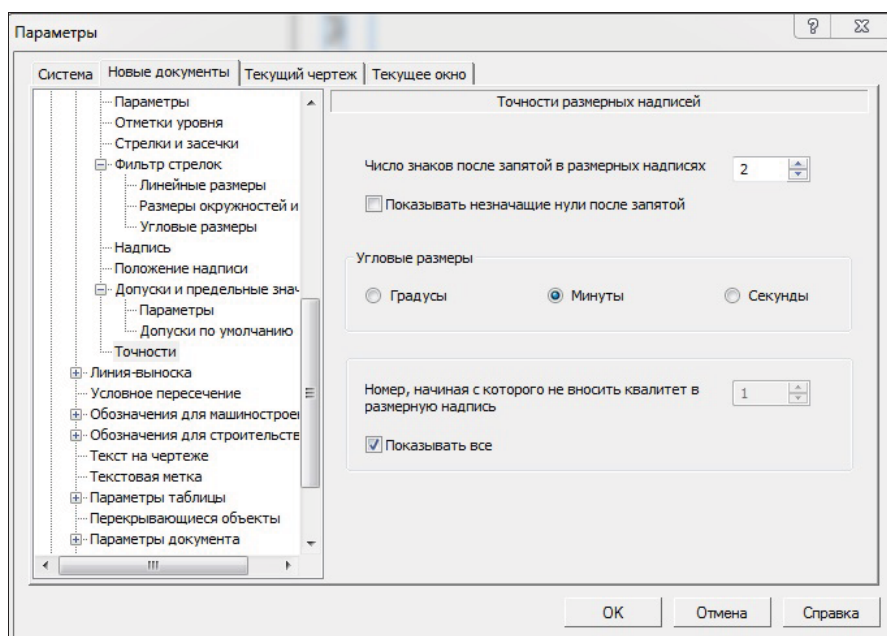 Параметры
Система Новые документы Текущий чертеж Текущее окно
Параметры
Отметки уровня
Стрелки и засечки
Фильтр стрелок
Линейные размеры
Размеры окружностей и
Угловые размеры
Надпись
Положение надписи
Допуски и предельные знач
Параметры
Допуски по умолчанию
Точности
Линия-выноска
Условное пересечение
Обозначения для машинострое
Обозначения для строительств
Текст на чертеже
Текстовая метка
Параметры таблицы
Перекрывающиеся объекты
Параметры документа
Точности размерных надписей
Число знаков после запятой в размерных надписях 2
Показывать незначащие нули после запятой
Угловые размеры
Градусы Минуты Секунды
Номер, начиная с которого не вносить квалитет в 1
размерную надпись
Показывать все
OK Отмена Справка